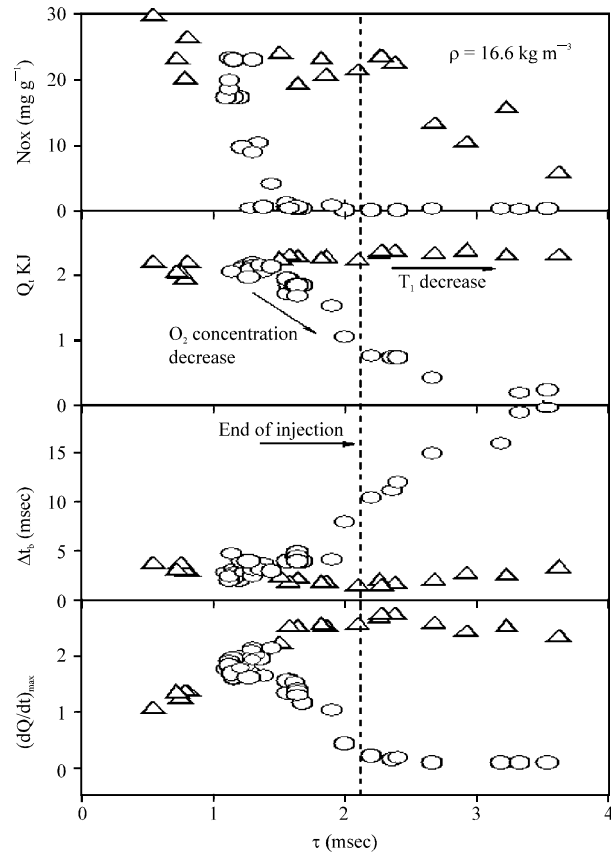 30
20
10
0
Nox (mg g⁻¹)
ρ = 16.6 kg m⁻³
2
1
0
Qₜ KJ
O₂ concentration
decrease
T₁ decrease
15
10
5
0
Δt_b (msec)
End of injection
2
1
0
(dQ/dt)max
0 1 2 3 4
τ (msec)